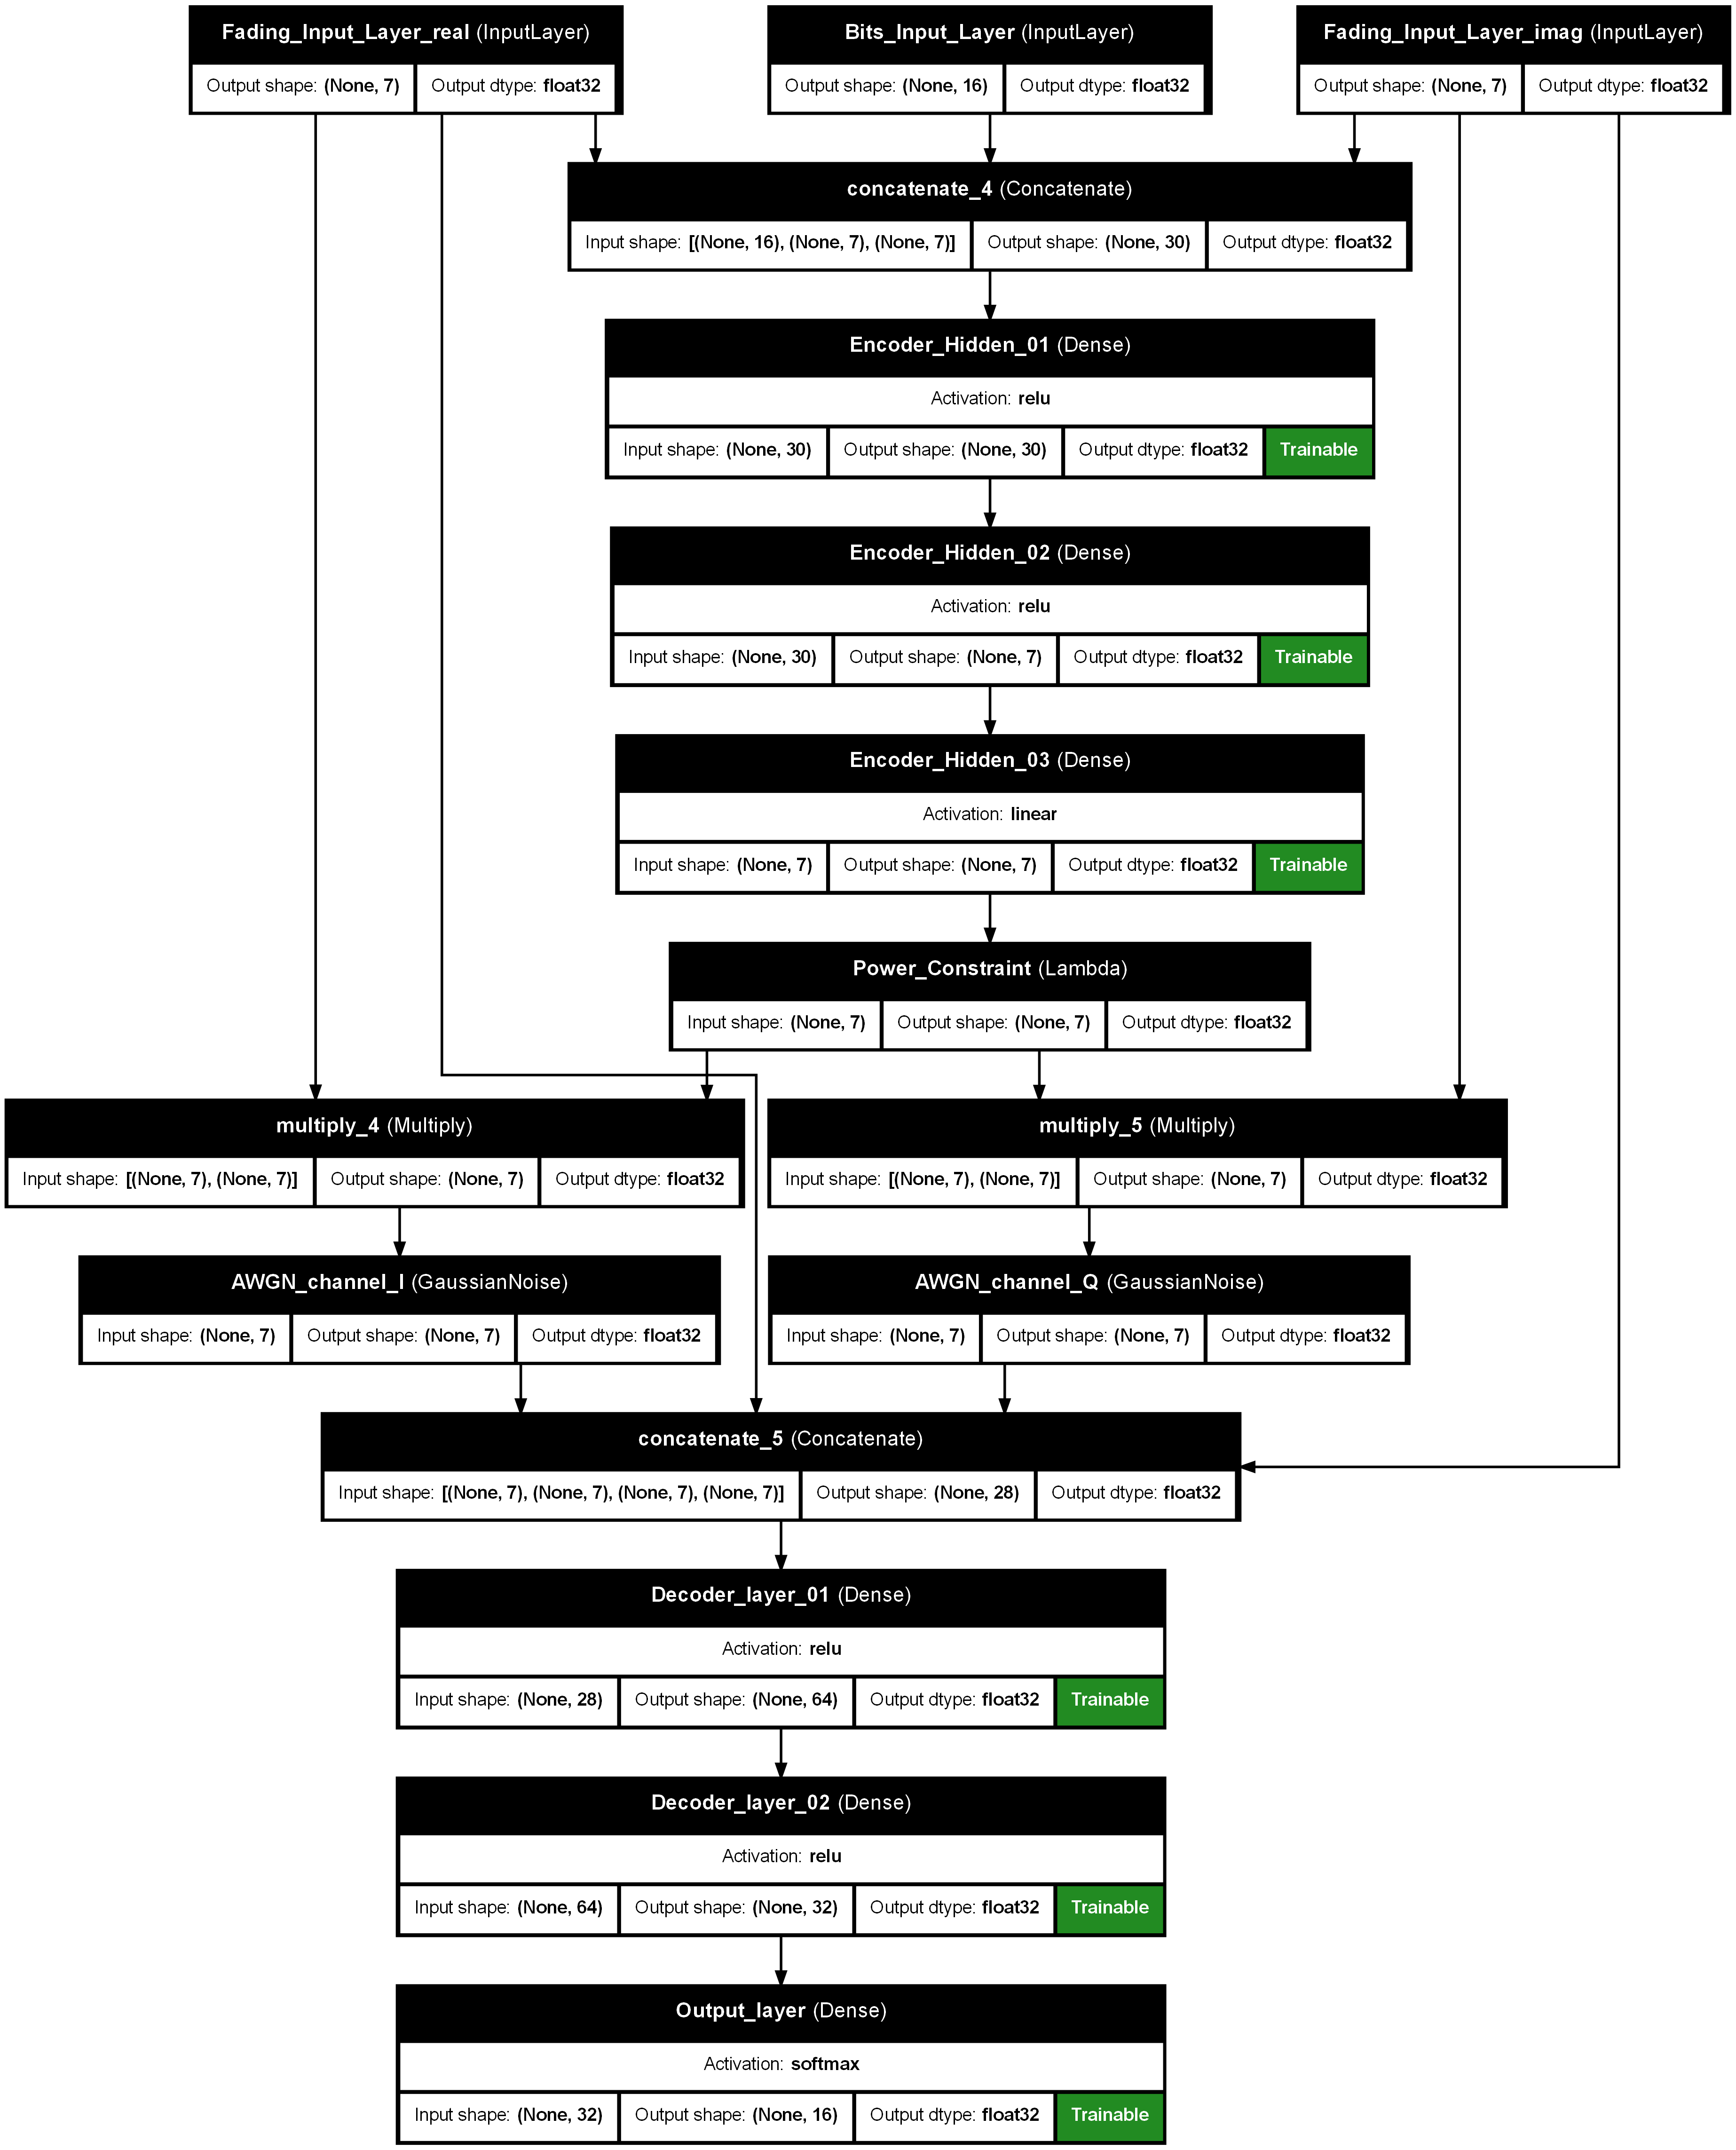 Fading_Input_Layer_real (InputLayer)
Output shape: (None, 7) Output dtype: float32
Bits_Input_Layer (InputLayer)
Output shape: (None, 16) Output dtype: float32
Fading_Input_Layer_imag (InputLayer)
Output shape: (None, 7) Output dtype: float32
concatenate_4 (Concatenate)
Input shape: [(None, 16), (None, 7), (None, 7)] Output shape: (None, 30) Output dtype: float32
Encoder_Hidden_01 (Dense)
Activation: relu
Input shape: (None, 30) Output shape: (None, 30) Output dtype: float32 Trainable
Encoder_Hidden_02 (Dense)
Activation: relu
Input shape: (None, 30) Output shape: (None, 7) Output dtype: float32 Trainable
Encoder_Hidden_03 (Dense)
Activation: linear
Input shape: (None, 7) Output shape: (None, 7) Output dtype: float32 Trainable
Power_Constraint (Lambda)
Input shape: (None, 7) Output shape: (None, 7) Output dtype: float32
multiply_4 (Multiply)
Input shape: [(None, 7), (None, 7)] Output shape: (None, 7) Output dtype: float32
multiply_5 (Multiply)
Input shape: [(None, 7), (None, 7)] Output shape: (None, 7) Output dtype: float32
AWGN_channel_I (GaussianNoise)
Input shape: (None, 7) Output shape: (None, 7) Output dtype: float32
AWGN_channel_Q (GaussianNoise)
Input shape: (None, 7) Output shape: (None, 7) Output dtype: float32
concatenate_5 (Concatenate)
Input shape: [(None, 7), (None, 7), (None, 7), (None, 7)] Output shape: (None, 28) Output dtype: float32
Decoder_layer_01 (Dense)
Activation: relu
Input shape: (None, 28) Output shape: (None, 64) Output dtype: float32 Trainable
Decoder_layer_02 (Dense)
Activation: relu
Input shape: (None, 64) Output shape: (None, 32) Output dtype: float32 Trainable
Output_layer (Dense)
Activation: softmax
Input shape: (None, 32) Output shape: (None, 16) Output dtype: float32 Trainable